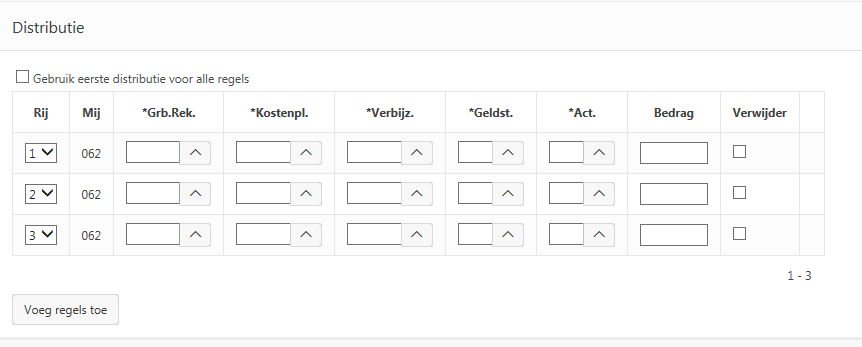 Distributie
Gebruik eerste distributie voor alle regels
Rij Mij *Grb.Rek. *Kostenpl. *Verbijz. *Geldst. *Act. Bedrag Verwijder
1 062
2 062
3 062
1 - 3
Voeg regels toe